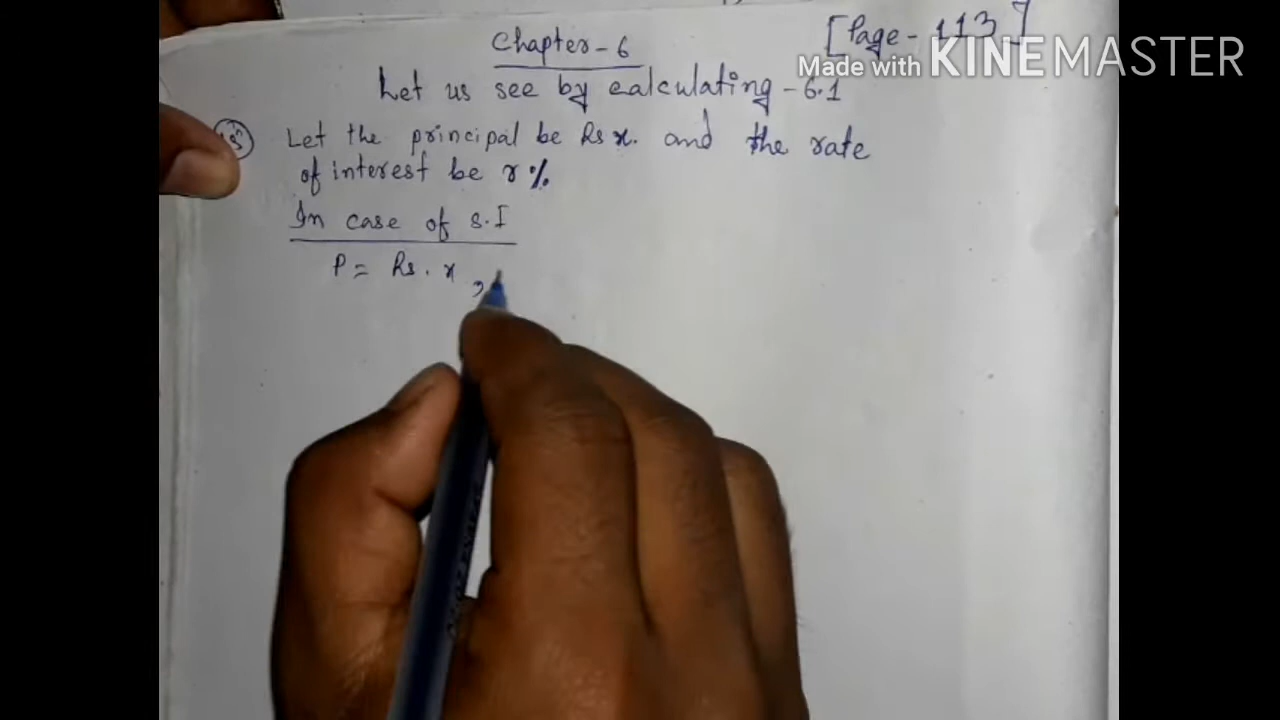 Chapter-6
[Page-113]
Made with KINEMASTER
Let us see by calculating - 6.1
Let the principal be Rs x. and the rate
of interest be r %
In case of S.I
P = Rs. x ,